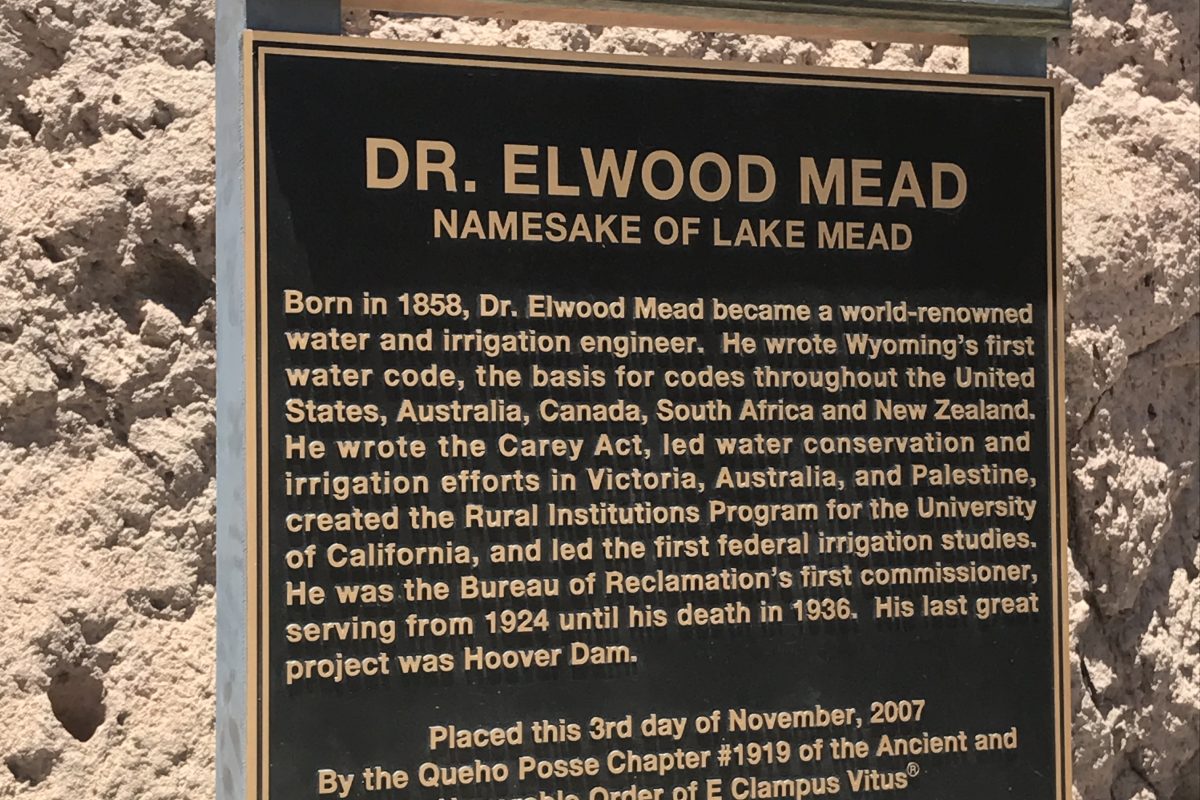 DR. ELWOOD MEAD
NAMESAKE OF LAKE MEAD
Born in 1858, Dr. Elwood Mead became a world-renowned
water and irrigation engineer. He wrote Wyoming's first
water code, the basis for codes throughout the United
States, Australia, Canada, South Africa and New Zealand.
He wrote the Carey Act, led water conservation and
irrigation efforts in Victoria, Australia, and Palestine,
created the Rural Institutions Program for the University
of California, and led the first federal irrigation studies.
He was the Bureau of Reclamation's first commissioner,
serving from 1924 until his death in 1936. His last great
project was Hoover Dam.
Placed this 3rd day of November, 2007
By the Queho Posse Chapter #1919 of the Ancient and
Order of E Clampus Vitus®